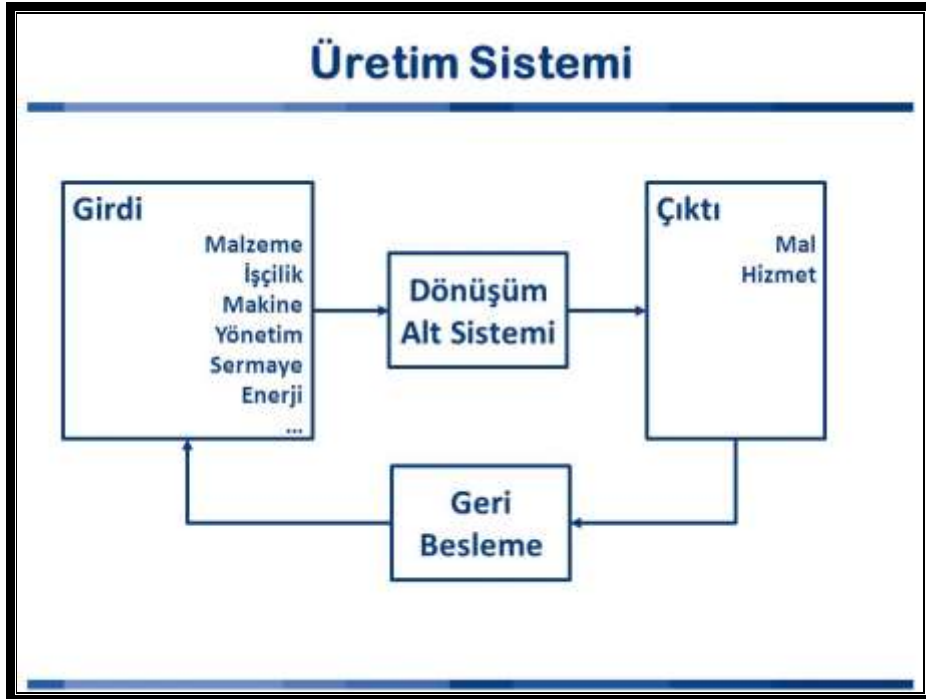 Üretim Sistemi
Girdi
Malzeme
İşçilik
Makine
Yönetim
Sermaye
Enerji
...
Dönüşüm
Alt Sistemi
Çıktı
Mal
Hizmet
Geri
Besleme